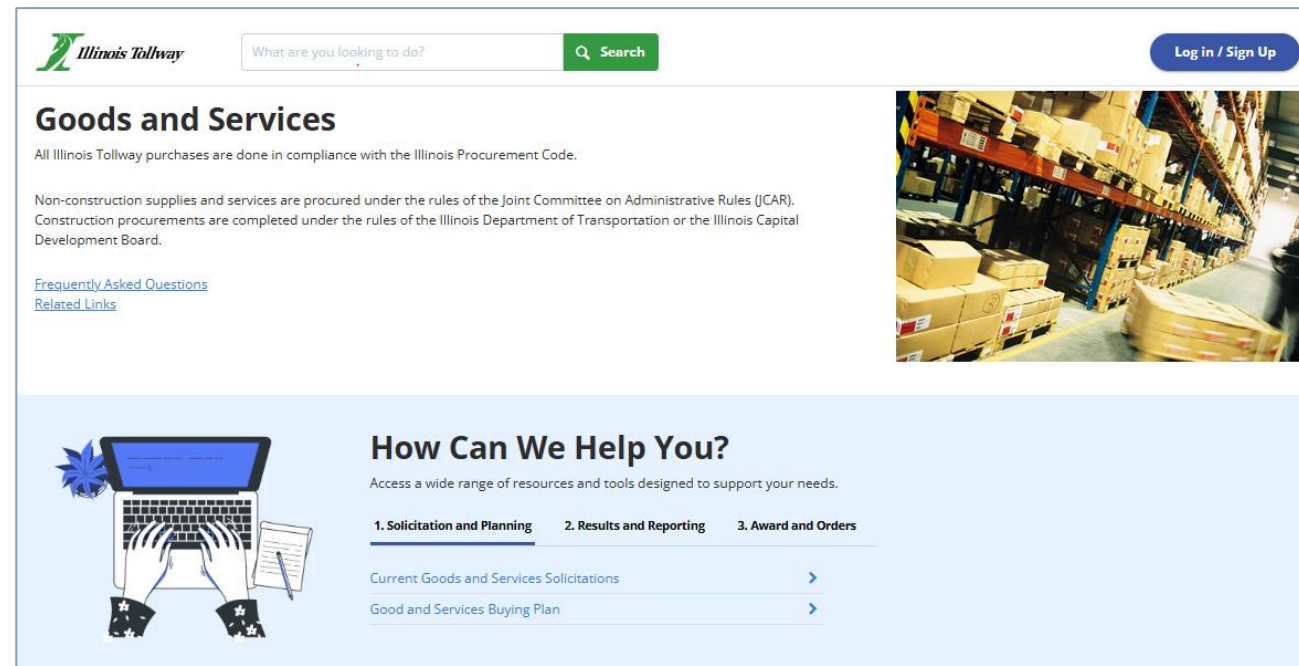 Illinois Tollway
What are you looking to do?
Search
Log in / Sign Up
Goods and Services
All Illinois Tollway purchases are done in compliance with the Illinois Procurement Code.
Non-construction supplies and services are procured under the rules of the Joint Committee on Administrative Rules (JCAR).
Construction procurements are completed under the rules of the Illinois Department of Transportation or the Illinois Capital
Development Board.
Frequently Asked Questions
Related Links
How Can We Help You?
Access a wide range of resources and tools designed to support your needs.
1. Solicitation and Planning 2. Results and Reporting 3. Award and Orders
Current Goods and Services Solicitations
Good and Services Buying Plan